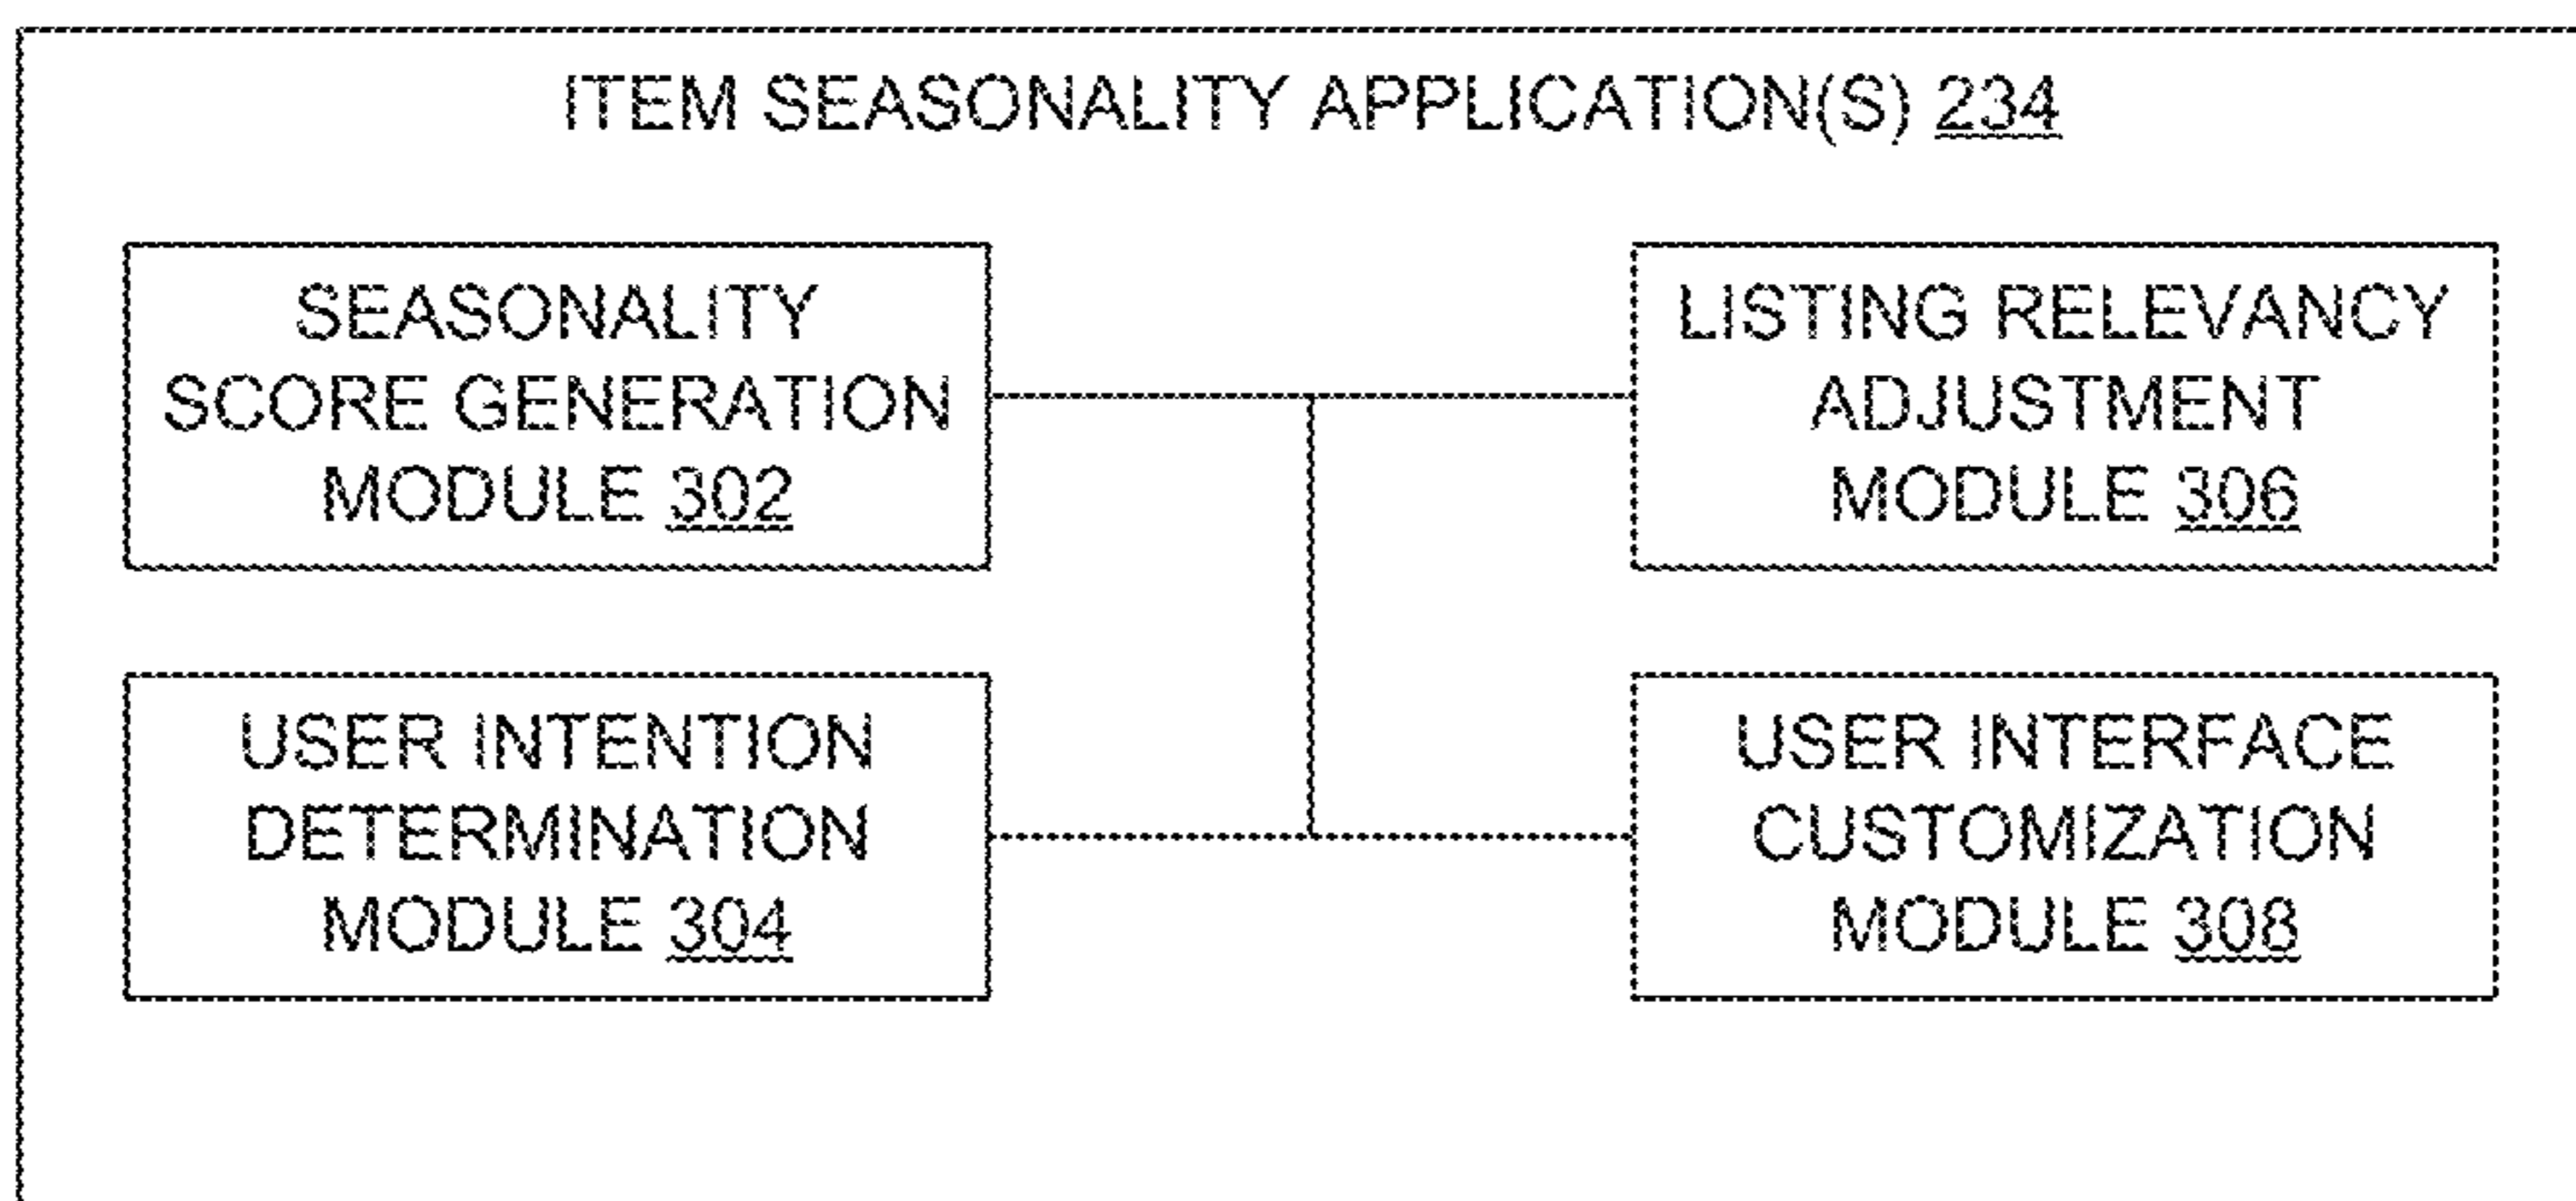 ITEM SEASONALITY APPLICATION(S) 234
SEASONALITY
SCORE GENERATION
MODULE 302
LISTING RELEVANCY
ADJUSTMENT
MODULE 306
USER INTENTION
DETERMINATION
MODULE 304
USER INTERFACE
CUSTOMIZATION
MODULE 308